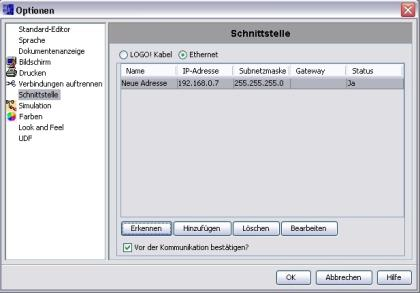 Optionen
Standard-Editor
Sprache
Dokumentenanzeige
Bildschirm
Drucken
Verbindungen auftrennen
Schnittstelle
Simulation
Farben
Look and Feel
UDF
Schnittstelle
LOGO! Kabel Ethernet
Name IP-Adresse Subnetzmaske Gateway Status
Neue Adresse 192.168.0.7 255.255.255.0 Ja
Erkennen Hinzufügen Löschen Bearbeiten
Vor der Kommunikation bestätigen?
OK Abbrechen Hilfe